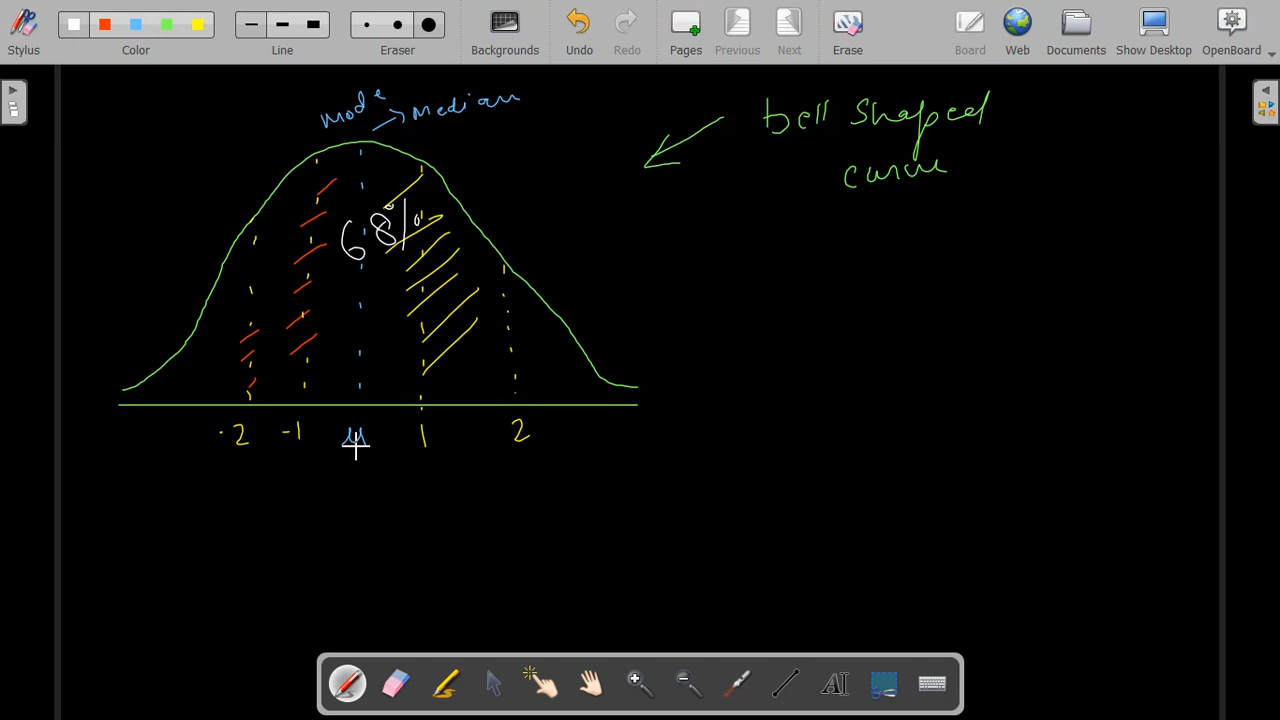 Stylus Color Line Eraser Backgrounds Undo Redo Pages Previous Next Erase Board Web Documents Show Desktop OpenBoard
mode
Median
bell shaped
curve
68%
-2 -1 μ 1 2
AI